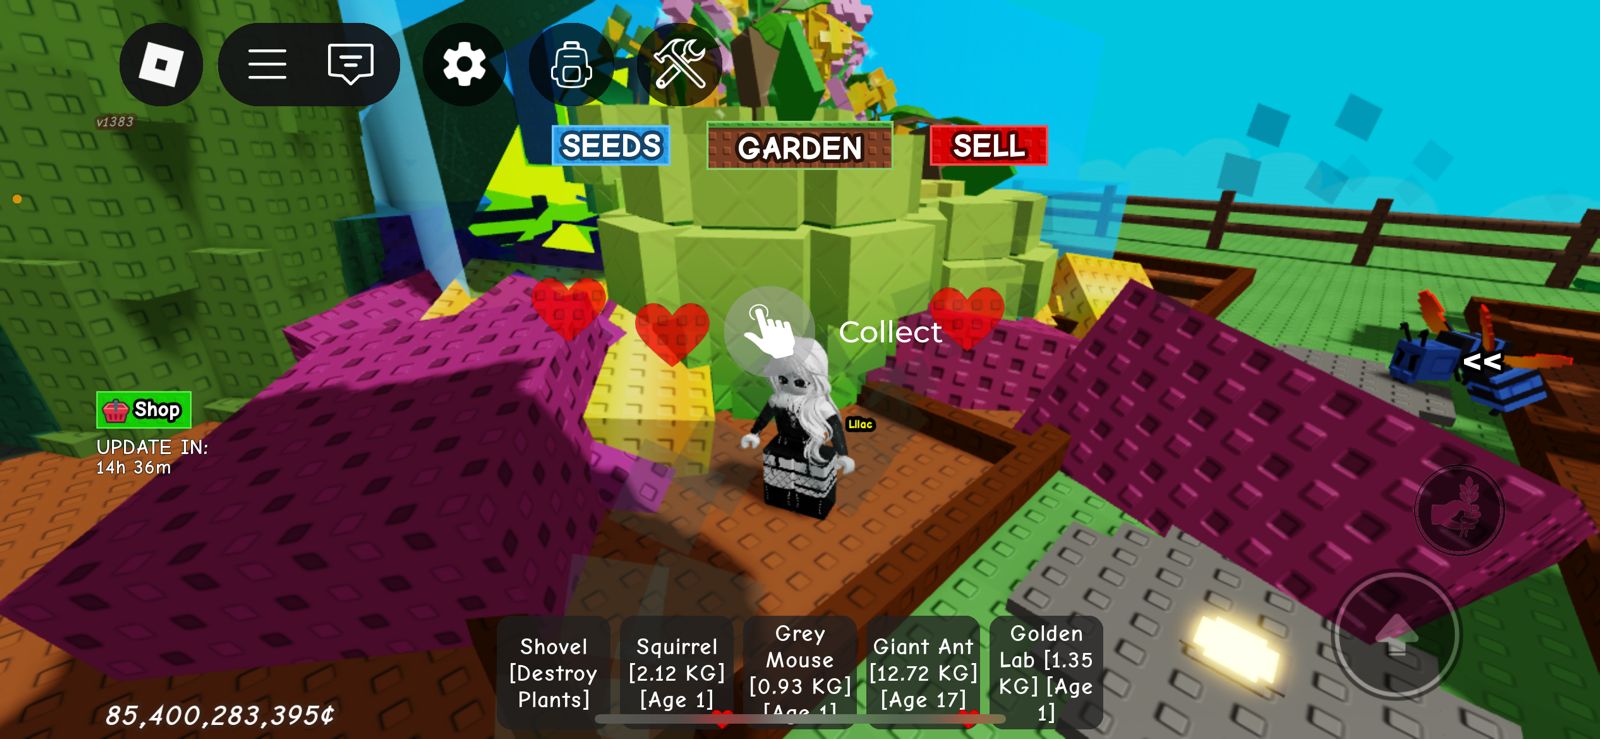 v1383
SEEDS
GARDEN
SELL
Collect
<<
Shop
UPDATE IN:
14h 36m
Lilac
Shovel
[Destroy
Plants]
Squirrel
[2.12 KG]
[Age 1]
Grey
Mouse
[0.93 KG]
[Age 1]
Giant Ant
[12.72 KG]
[Age 17]
Golden
Lab [1.35
KG] [Age
1]
85,400,283,395¢